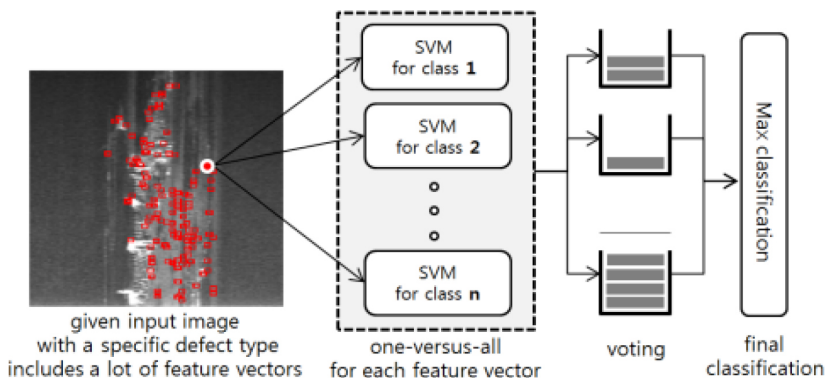 SVM
for class 1
SVM
for class 2
SVM
for class n
Max classification
given input image
with a specific defect type
includes a lot of feature vectors
one-versus-all
for each feature vector
voting
final
classification